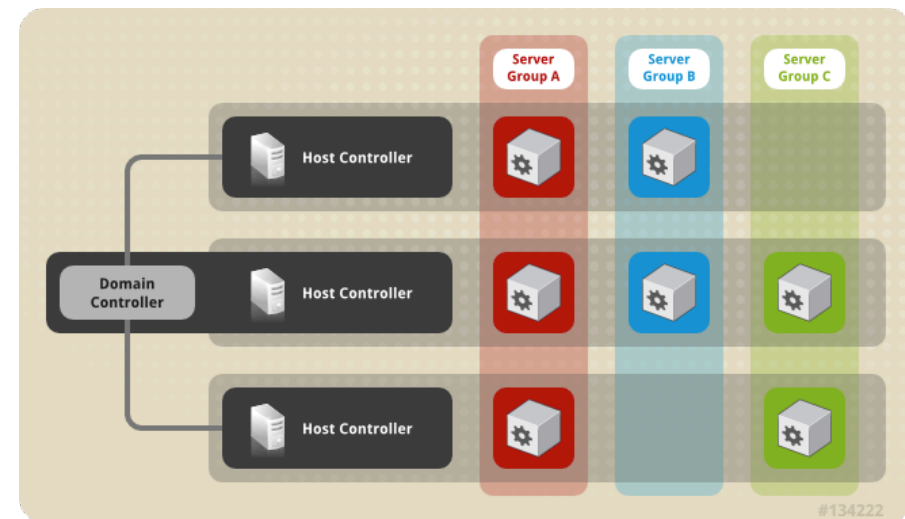 Server
Group A
Server
Group B
Server
Group C
Host Controller
Domain
Controller
Host Controller
Host Controller
#134222